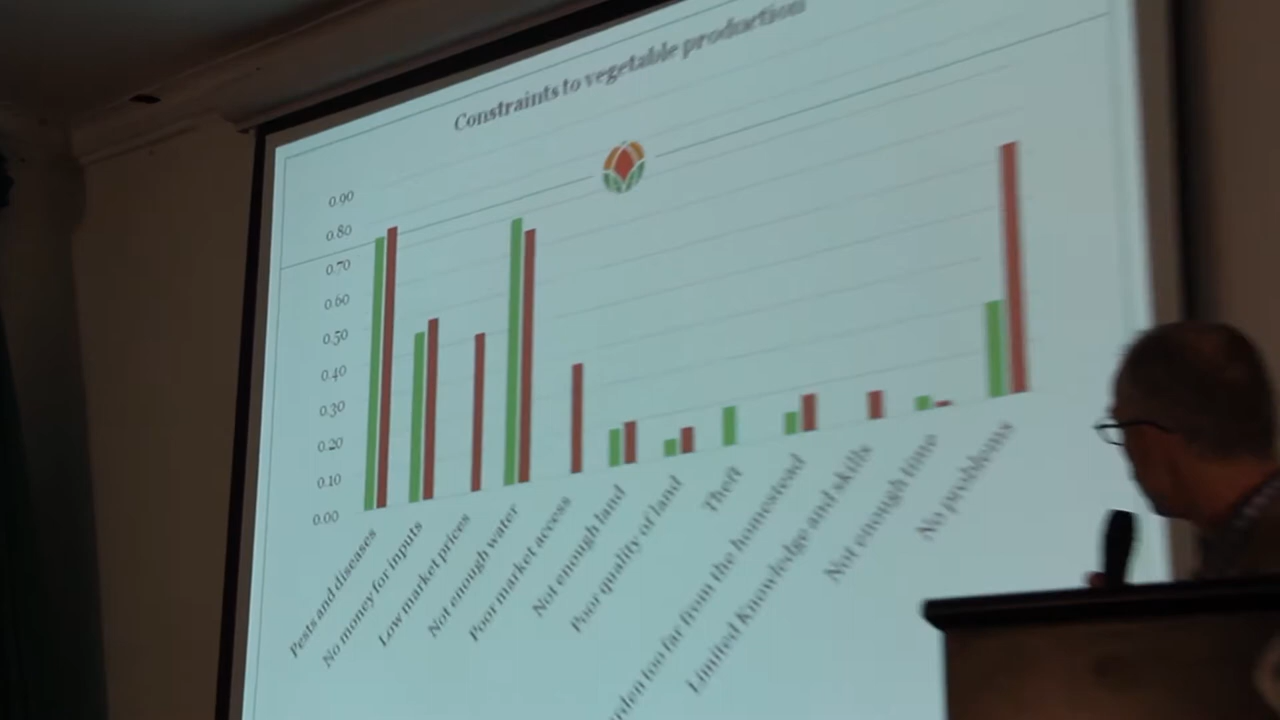 Constraints to vegetable production
0.90
0.80
0.70
0.60
0.50
0.40
0.30
0.20
0.10
0.00
Pests and diseases
No money for inputs
Low market prices
Not enough water
Poor market access
Not enough land
Poor quality of land
Theft
too far from the homestead
Limited Knowledge and skills
Not enough time
No problems